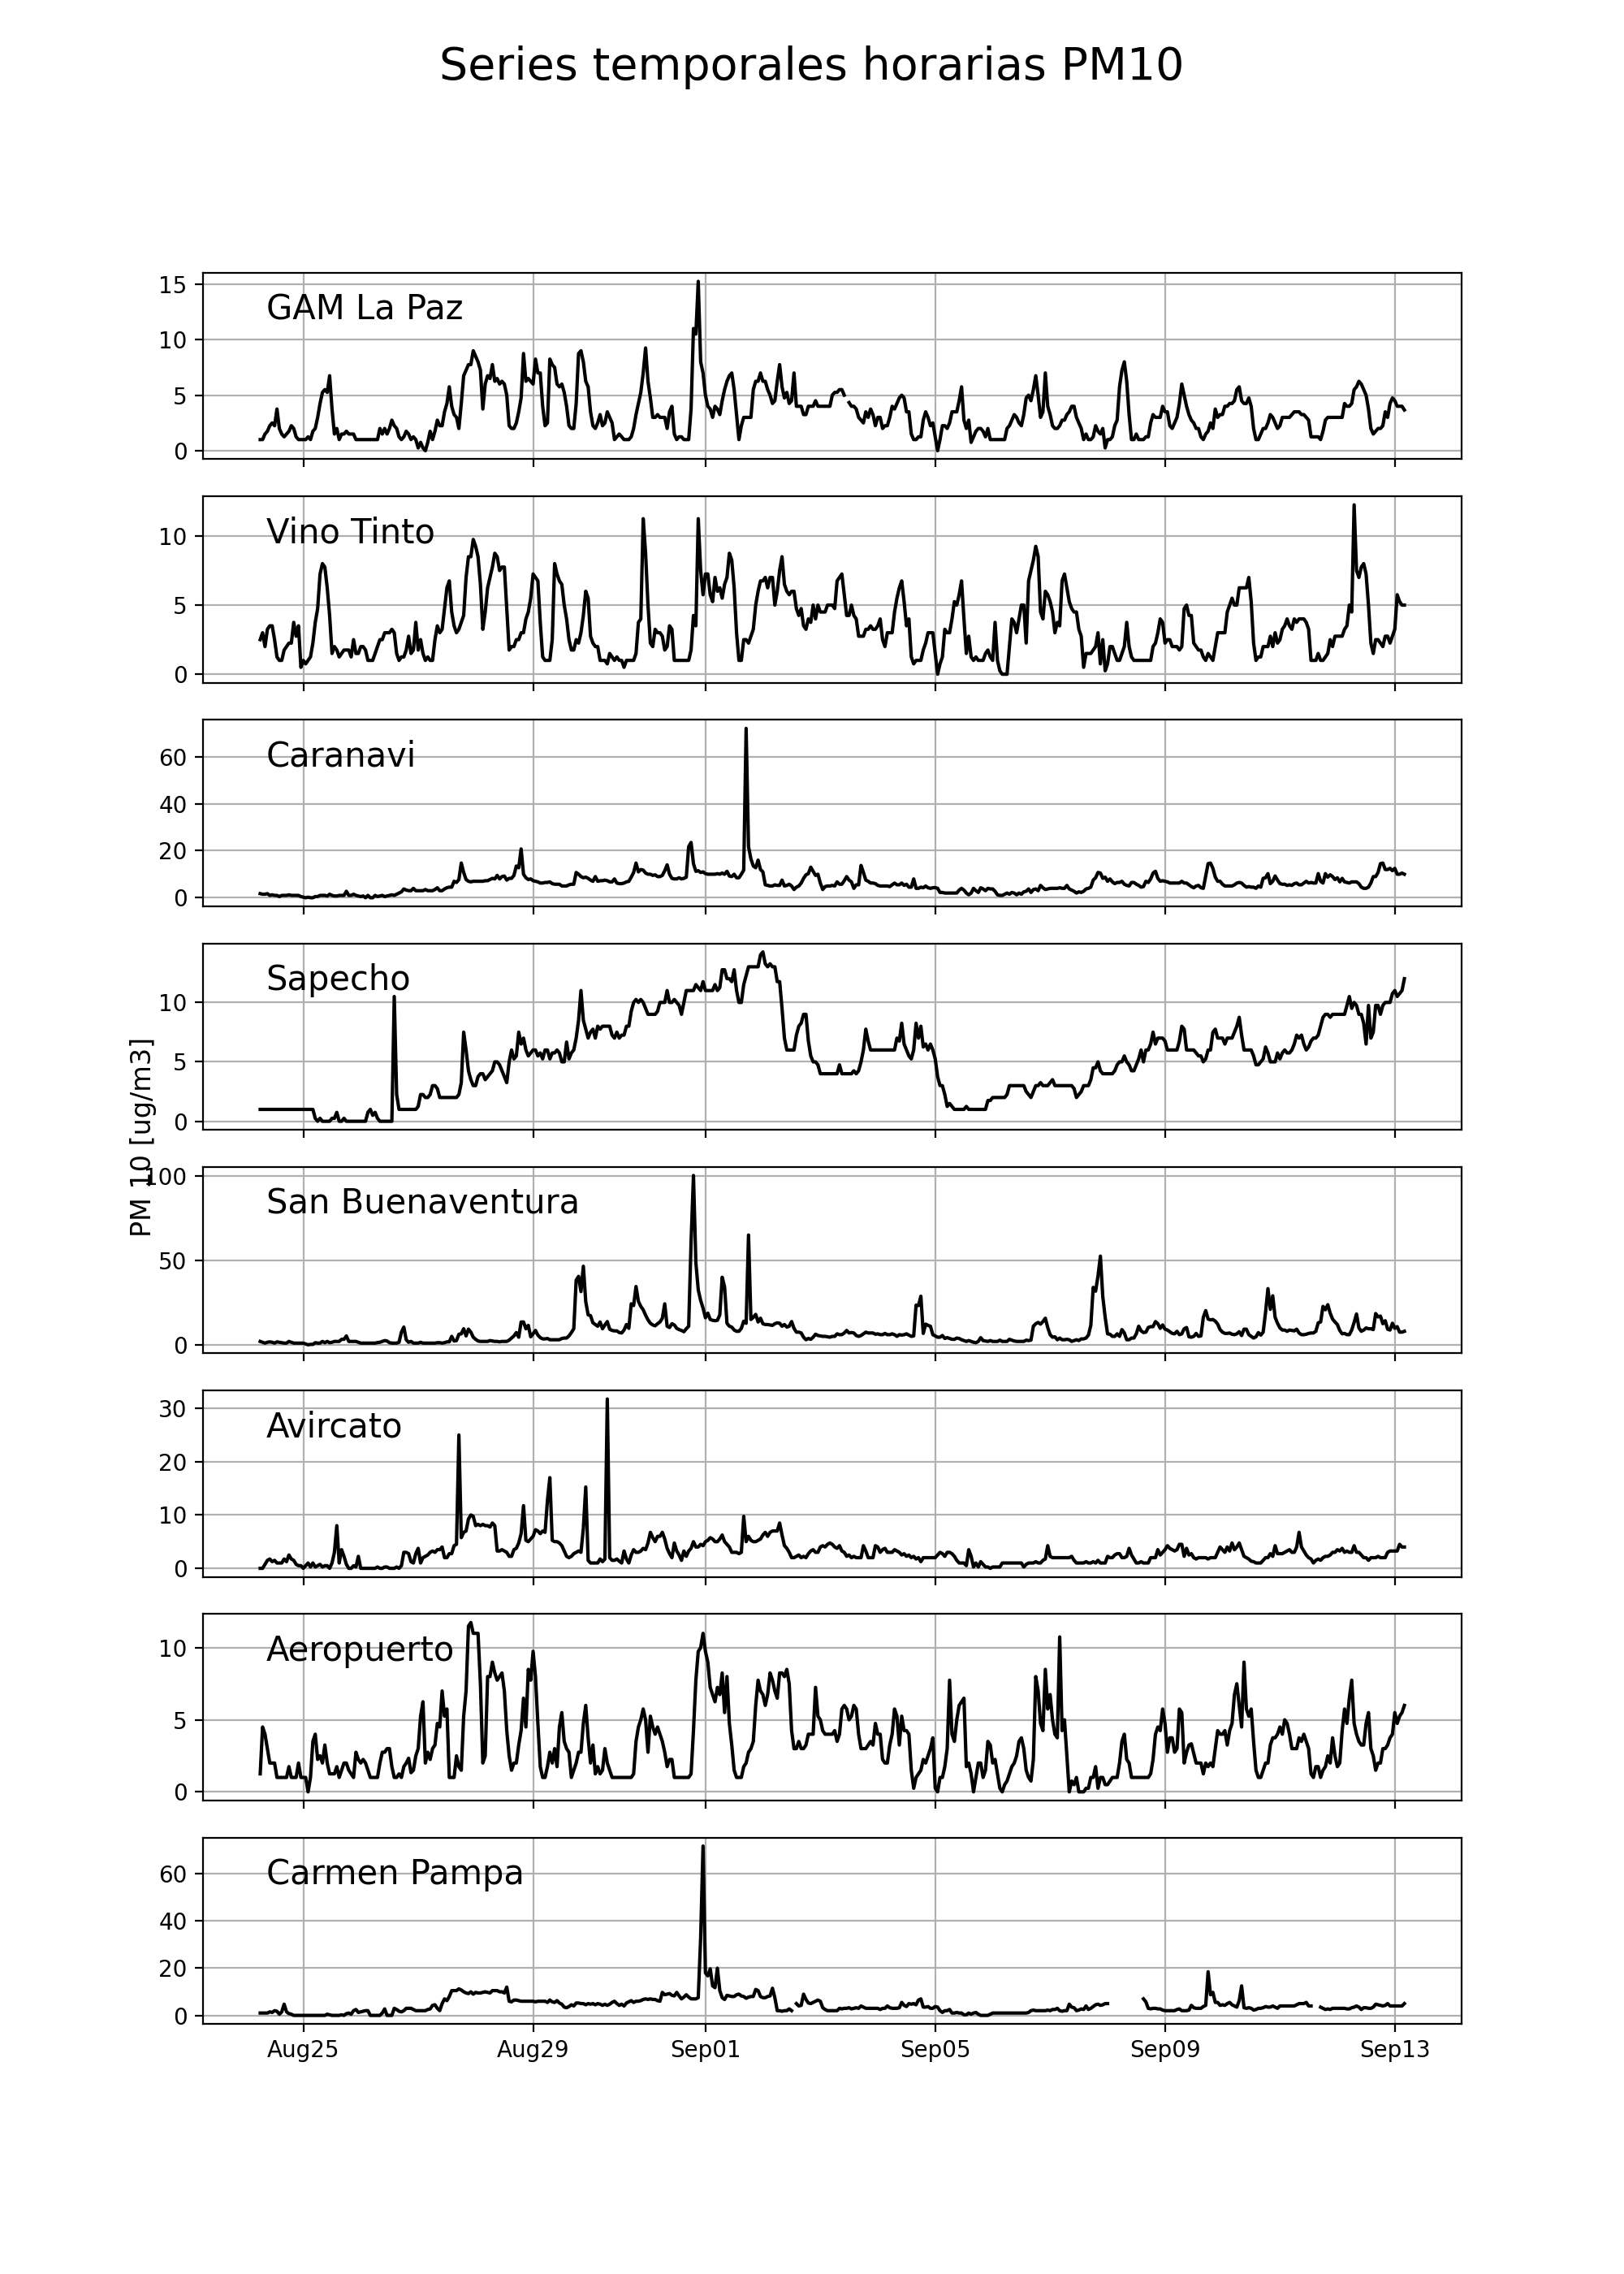 Series temporales horarias PM10
PM 10 [ug/m3]
15
GAM La Paz
10
5
0
Vino Tinto
10
5
0
Caranavi
60
40
20
0
Sapecho
10
5
0
100
San Buenaventura
50
0
30
Avircato
20
10
0
Aeropuerto
10
5
0
Carmen Pampa
60
40
20
0
Aug25 Aug29 Sep01 Sep05 Sep09 Sep13